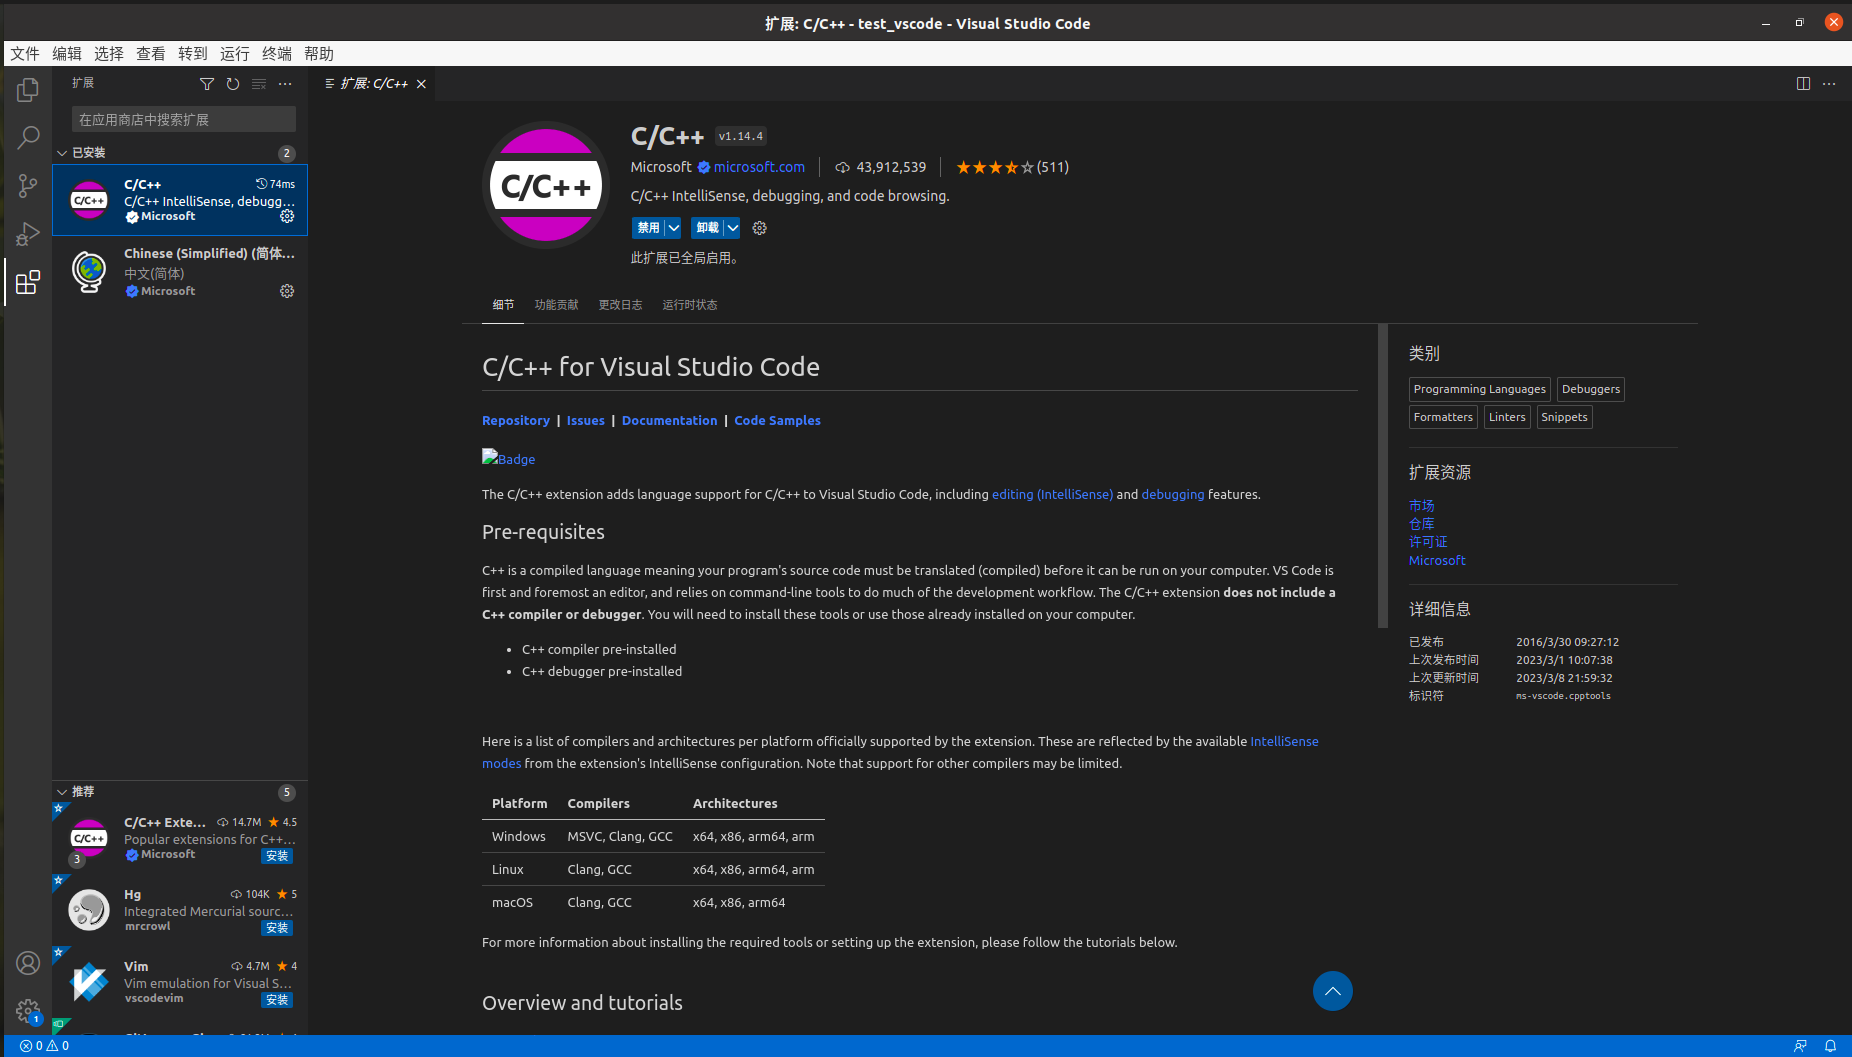 扩展: C/C++ - test_vscode - Visual Studio Code
文件 编辑 选择 查看 转到 运行 终端 帮助
扩展
在应用商店中搜索扩展
已安装 2
C/C++ 74ms
C/C++ IntelliSense, debugg...
Microsoft
Chinese (Simplified) (简体...
中文(简体)
Microsoft
推荐 5
C/C++ Exte... 14.7M 4.5
Popular extensions for C++...
Microsoft 安装
3
Hg 104K 5
Integrated Mercurial sourc...
mrcrowl 安装
Vim 4.7M 4
Vim emulation for Visual S...
vscodevim 安装
1
扩展: C/C++
C/C++
C/C++ v1.14.4
Microsoft microsoft.com 43,912,539 (511)
C/C++ IntelliSense, debugging, and code browsing.
禁用 卸载
此扩展已全局启用。
细节 功能贡献 更改日志 运行时状态
C/C++ for Visual Studio Code
Repository | Issues | Documentation | Code Samples
Badge
The C/C++ extension adds language support for C/C++ to Visual Studio Code, including editing (IntelliSense) and debugging features.
Pre-requisites
C++ is a compiled language meaning your program's source code must be translated (compiled) before it can be run on your computer. VS Code is
first and foremost an editor, and relies on command-line tools to do much of the development workflow. The C/C++ extension does not include a
C++ compiler or debugger. You will need to install these tools or use those already installed on your computer.
• C++ compiler pre-installed
• C++ debugger pre-installed
Here is a list of compilers and architectures per platform officially supported by the extension. These are reflected by the available IntelliSense
modes from the extension's IntelliSense configuration. Note that support for other compilers may be limited.
Platform Compilers Architectures
Windows MSVC, Clang, GCC x64, x86, arm64, arm
Linux Clang, GCC x64, x86, arm64, arm
macOS Clang, GCC x64, x86, arm64
For more information about installing the required tools or setting up the extension, please follow the tutorials below.
Overview and tutorials
类别
Programming Languages Debuggers
Formatters Linters Snippets
扩展资源
市场
仓库
许可证
Microsoft
详细信息
已发布 2016/3/30 09:27:12
上次发布时间 2023/3/1 10:07:38
上次更新时间 2023/3/8 21:59:32
标识符 ms-vscode.cpptools
0 0